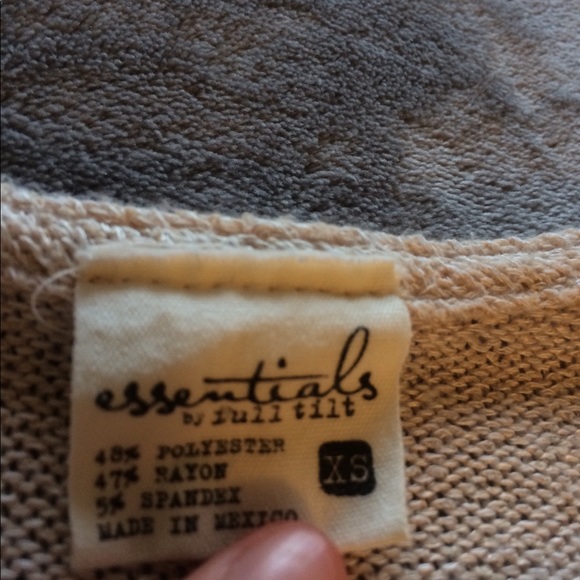 essentials
by full tilt
48% POLYESTER
47% RAYON
5% SPANDEX
MADE IN MEXICO
XS